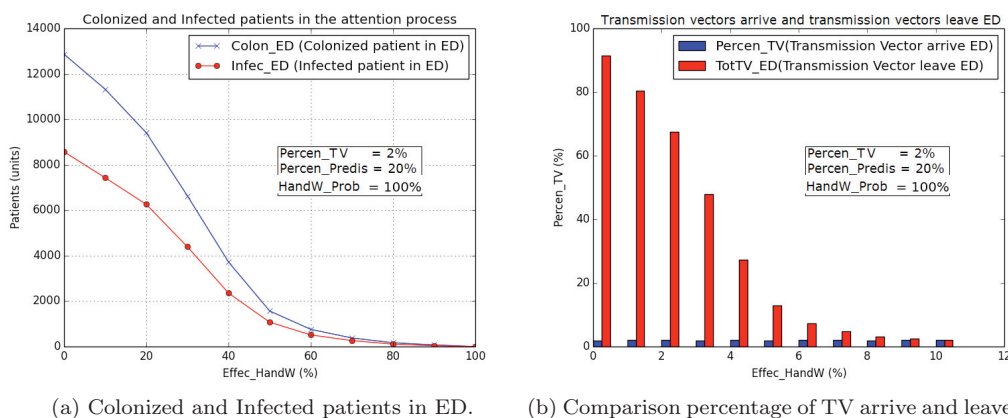 Colonized and Infected patients in the attention process
14000
12000
10000
8000
6000
4000
2000
0
Patients (units)
Colon_ED (Colonized patient in ED)
Infec_ED (Infected patient in ED)
Percen_TV = 2%
Percen_Predis = 20%
HandW_Prob = 100%
0 20 40 60 80 100
Effec_HandW (%)
(a) Colonized and Infected patients in ED.
Transmission vectors arrive and transmission vectors leave ED
100
80
60
40
20
0
Percen_TV (%)
Percen_TV(Transmission Vector arrive ED)
TotTV_ED(Transmission Vector leave ED)
Percen_TV = 2%
Percen_Predis = 20%
HandW_Prob = 100%
0 2 4 6 8 10 12
Effec_HandW (%)
(b) Comparison percentage of TV arrive and leave